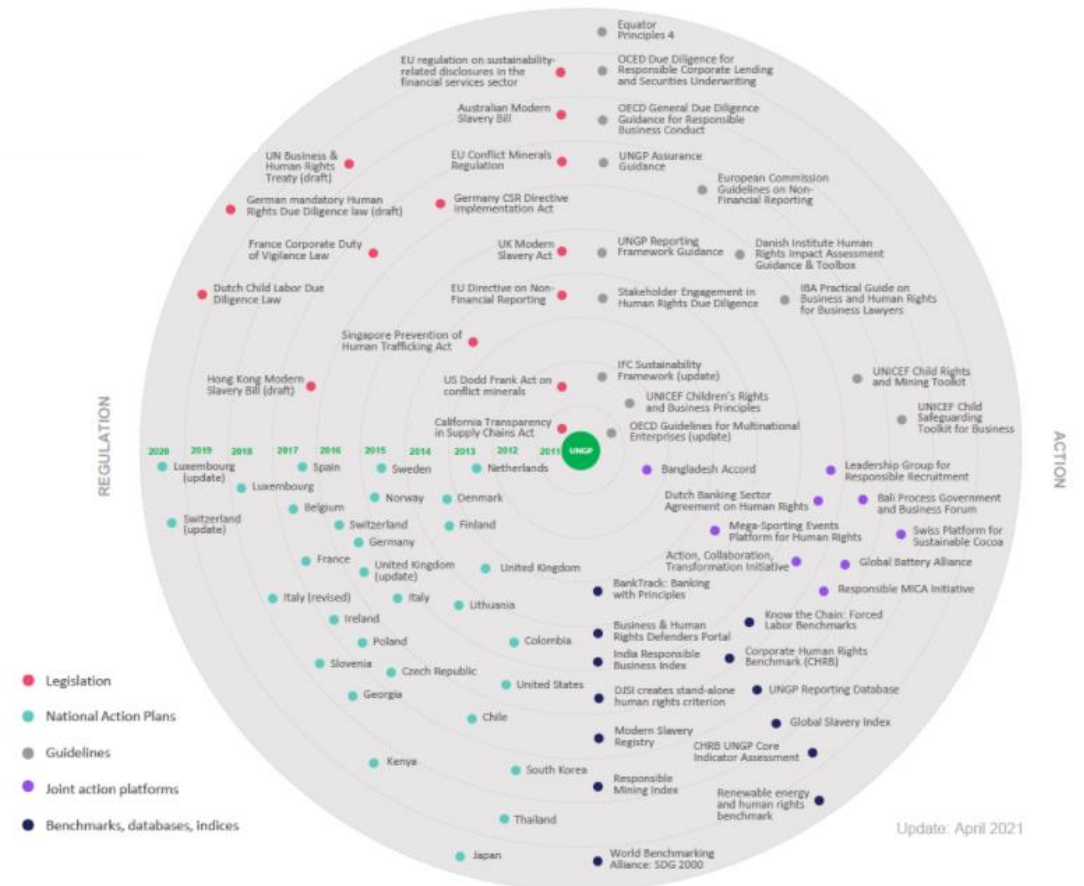 Equator
Principles 4
EU regulation on sustainability-
related disclosures in the
financial services sector
OCED Due Diligence for
Responsible Corporate Lending
and Securities Underwriting
Australian Modern
Slavery Bill
OECD General Due Diligence
Guidance for Responsible
Business Conduct
UN Business &
Human Rights
Treaty (draft)
EU Conflict Minerals
Regulation
UNGP Assurance
Guidance
European Commission
Guidelines on Non-
Financial Reporting
German mandatory Human
Rights Due Diligence law (draft)
Germany CSR Directive
Implementation Act
France Corporate Duty
of Vigilance Law
UK Modern
Slavery Act
UNGP Reporting
Framework Guidance
Danish Institute Human
Rights Impact Assessment
Guidance & Toolbox
Dutch Child Labor Due
Diligence Law
EU Directive on Non-
Financial Reporting
Stakeholder Engagement in
Human Rights Due Diligence
IBA Practical Guide on
Business and Human Rights
for Business Lawyers
Singapore Prevention of
Human Trafficking Act
Hong Kong Modern
Slavery Bill (draft)
US Dodd Frank Act on
conflict minerals
IFC Sustainability
Framework (update)
UNICEF Child Rights
and Mining Toolkit
UNICEF Children's Rights
and Business Principles
UNICEF Child
Safeguarding
Toolkit for Business
California Transparency
in Supply Chains Act
OECD Guidelines for Multinational
Enterprises (update)
REGULATION
ACTION
2020 2019 2018 2017 2016 2015 2014 2013 2012 2011 UNGP
Luxembourg
(update)
Spain
Sweden
Netherlands
Bangladesh Accord
Leadership Group for
Responsible Recruitment
Luxembourg
Norway
Denmark
Dutch Banking Sector
Agreement on Human Rights
Bali Process Government
and Business Forum
Belgium
Switzerland
(update)
Switzerland
Finland
Mega-Sporting Events
Platform for Human Rights
Swiss Platform for
Sustainable Cocoa
Germany
France
United Kingdom
(update)
United Kingdom
Action, Collaboration,
Transformation Initiative
Global Battery Alliance
BankTrack: Banking
with Principles
Responsible MICA Initiative
Italy (revised)
Italy
Lithuania
Ireland
Know the Chain: Forced
Labor Benchmarks
Poland
Colombia
Business & Human
Rights Defenders Portal
Slovenia
Czech Republic
India Responsible
Business Index
Corporate Human Rights
Benchmark (CHRB)
Georgia
United States
DJSI creates stand-alone
human rights criterion
UNGP Reporting Database
Chile
Modern Slavery
Registry
Global Slavery Index
Kenya
South Korea
CHRB UNGP Core
Indicator Assessment
Responsible
Mining Index
Renewable energy
and human rights
benchmark
Thailand
Japan
World Benchmarking
Alliance: SDG 2000
Legislation
National Action Plans
Guidelines
Joint action platforms
Benchmarks, databases, indices
Update: April 2021